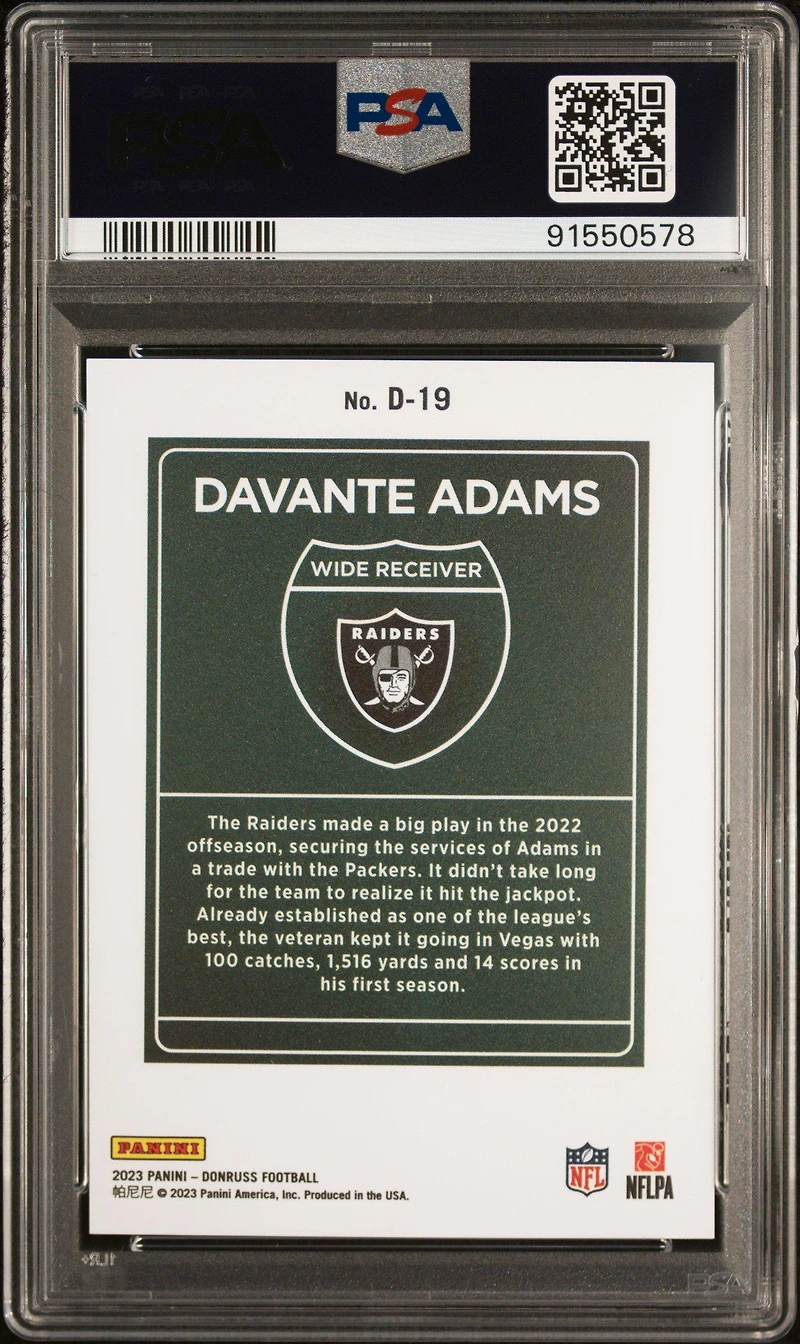 PSA
91550578
No. D-19
DAVANTE ADAMS
WIDE RECEIVER
RAIDERS
The Raiders made a big play in the 2022
offseason, securing the services of Adams in
a trade with the Packers. It didn't take long
for the team to realize it hit the jackpot.
Already established as one of the league's
best, the veteran kept it going in Vegas with
100 catches, 1,516 yards and 14 scores in
his first season.
PANINI
2023 PANINI – DONRUSS FOOTBALL
帕尼尼 © 2023 Panini America, Inc. Produced in the USA.
NFL
NFLPA
PSA